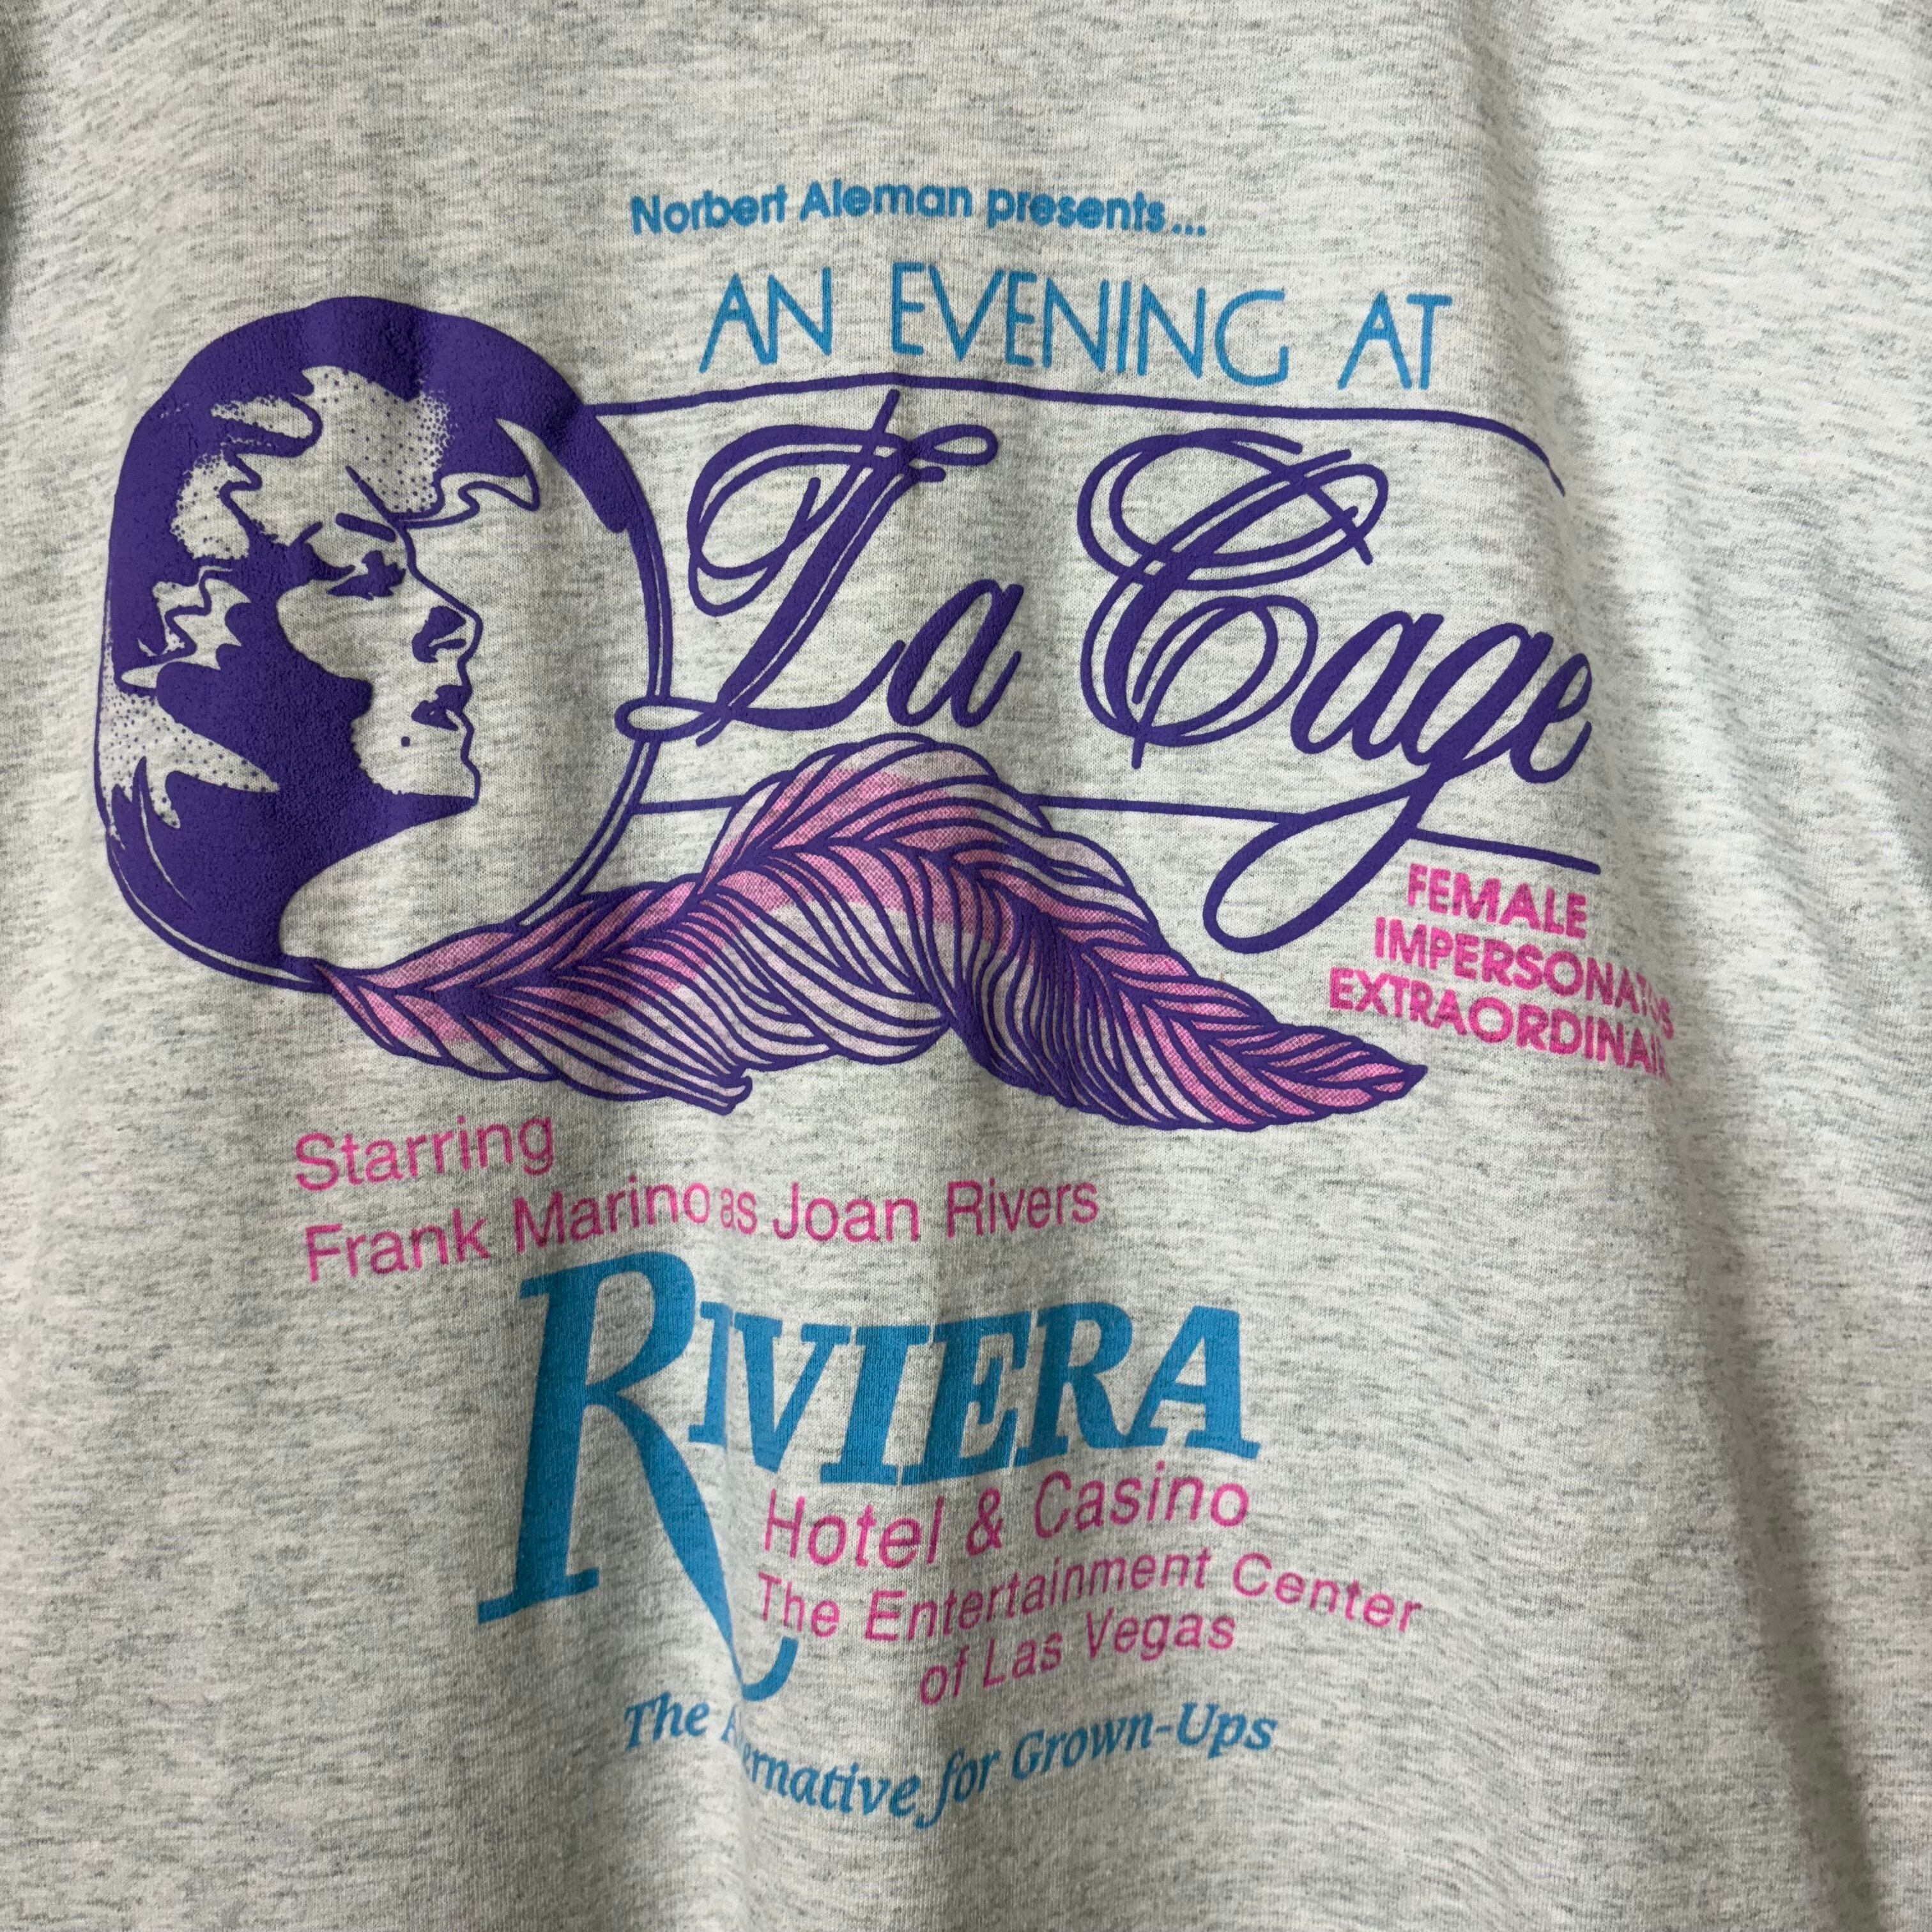 Norbert Aleman presents...
AN EVENING AT
La Cage
FEMALE
IMPERSONATORS
EXTRAORDINAIRE
Starring
Frank Marino as Joan Rivers
RIVIERA
Hotel & Casino
The Entertainment Center
of Las Vegas
The Alternative for Grown-Ups